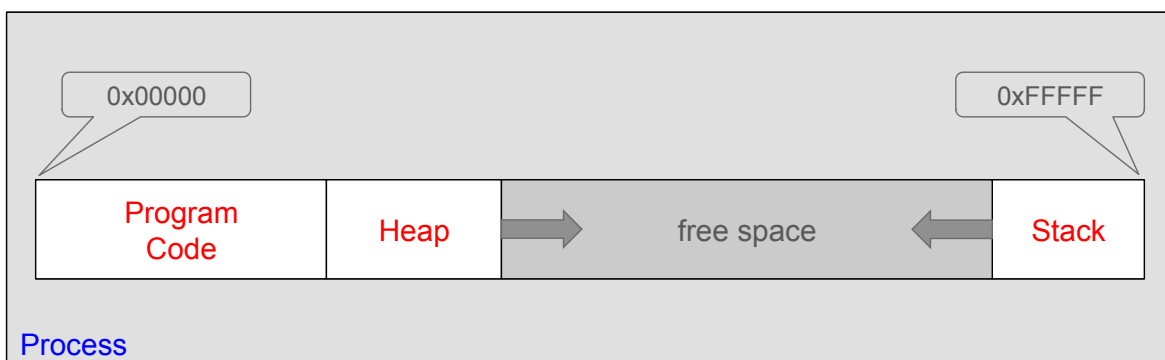 0x00000
0xFFFFF
Program
Code
Heap
free space
Stack
Process